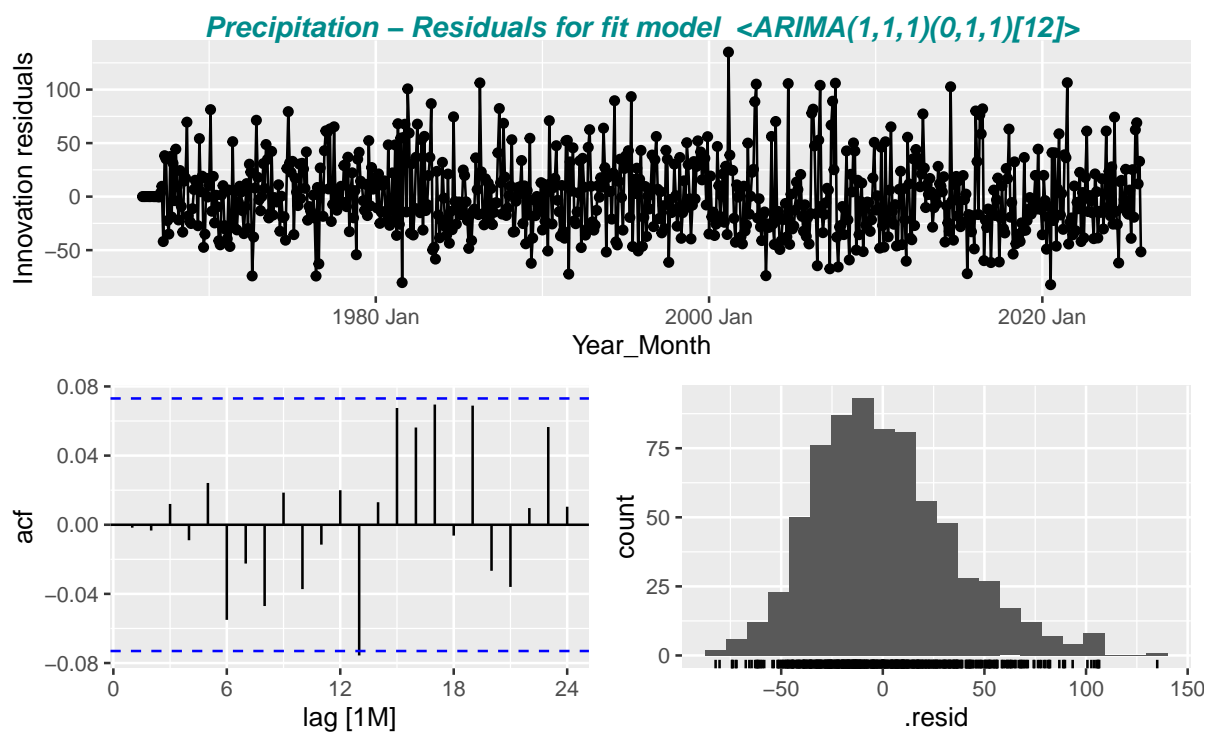 Precipitation – Residuals for fit model  <ARIMA(1,1,1)(0,1,1)[12]>
Innovation residuals
100
50
0
−50
1980 Jan
2000 Jan
2020 Jan
Year_Month
acf
0.08
0.04
0.00
−0.04
−0.08
0
6
12
18
24
lag [1M]
count
75
50
25
0
−50
0
50
100
150
.resid